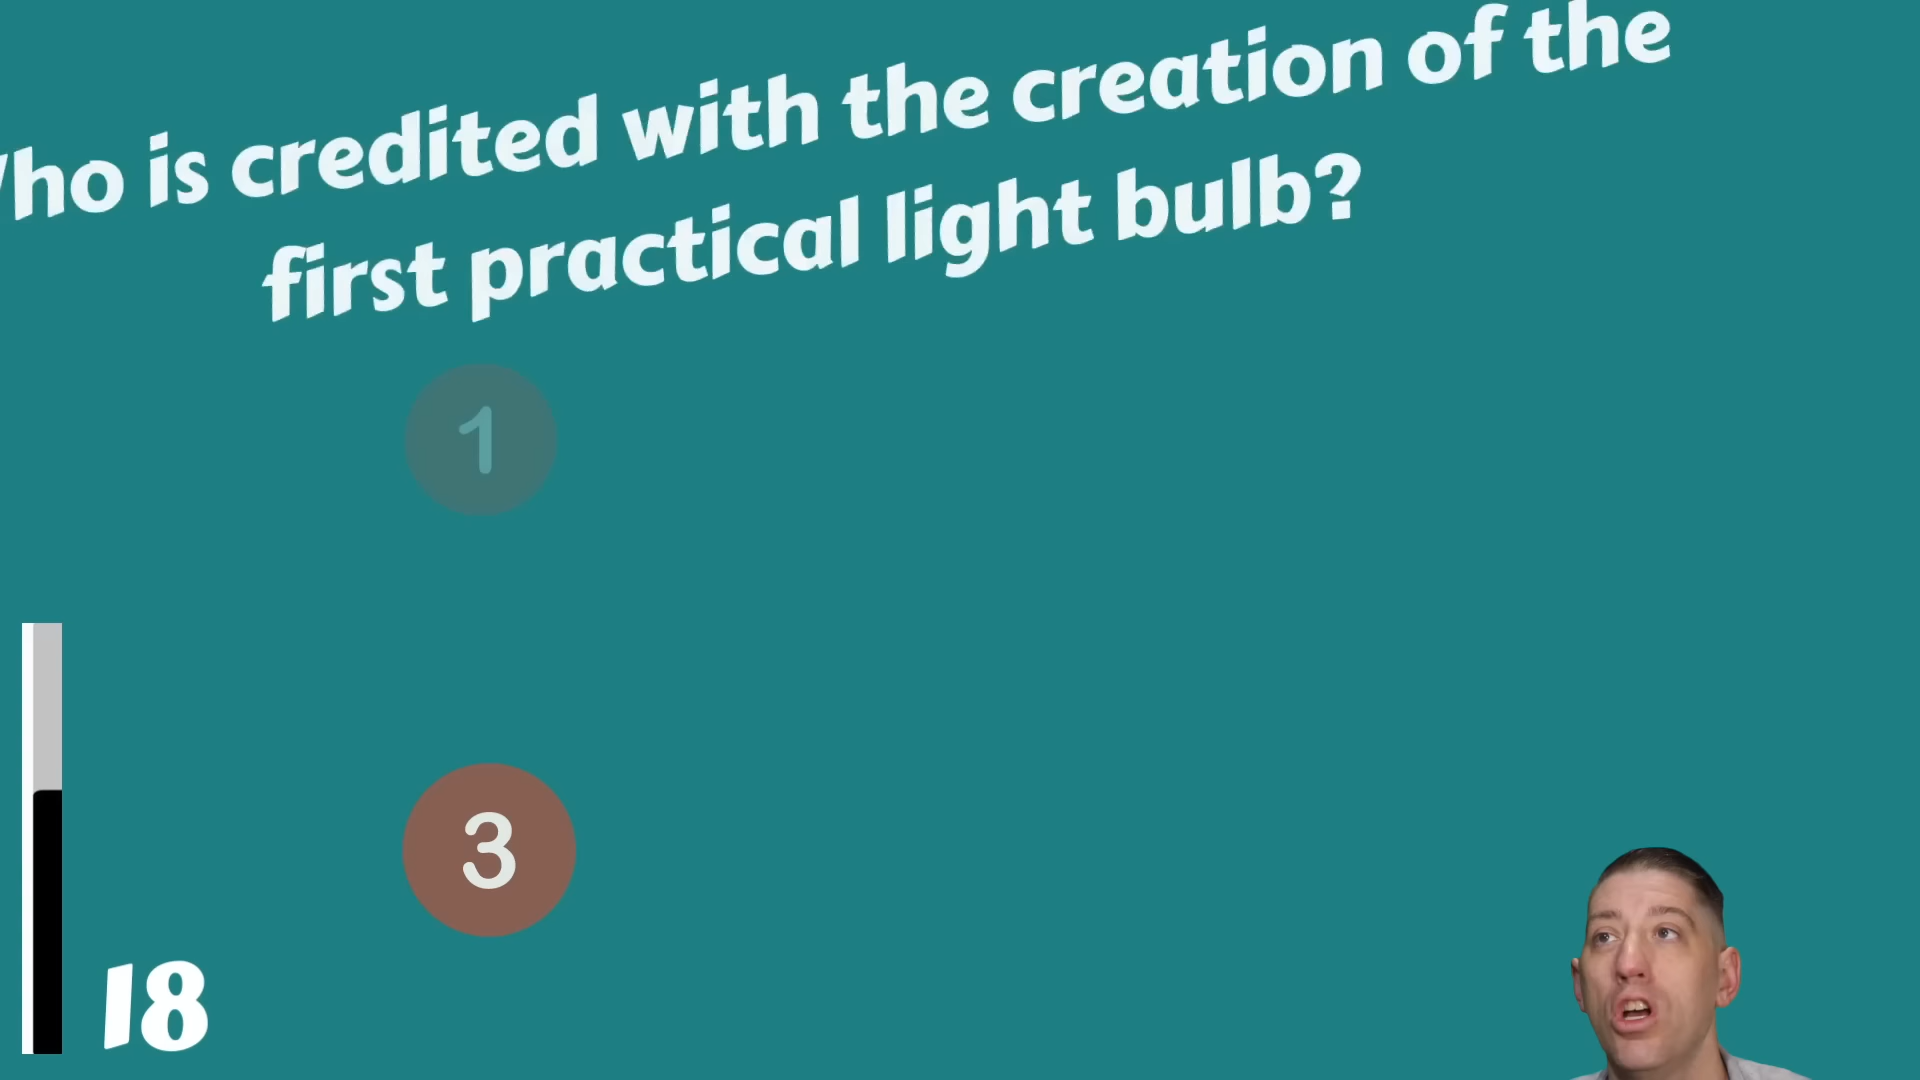 ho is credited with the creation of the
first practical light bulb?
1
3
18